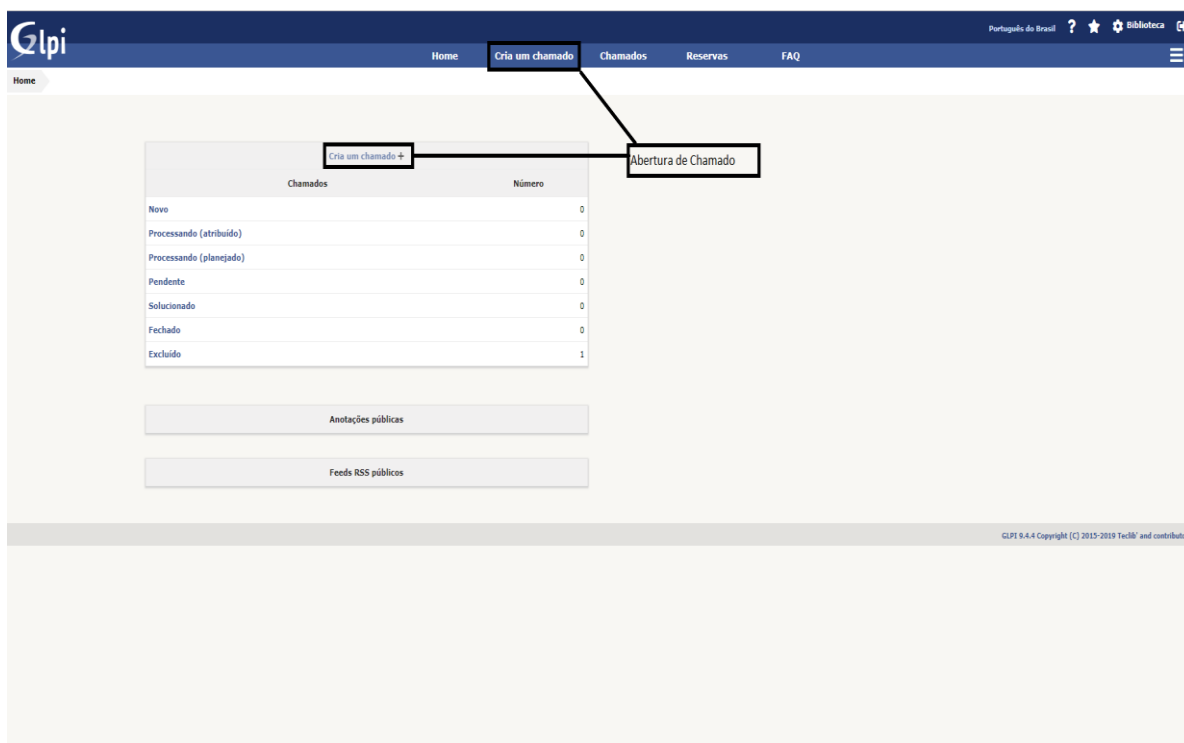 Glpi
Português do Brasil ? Biblioteca
Home Cria um chamado Chamados Reservas FAQ
Home
Cria um chamado +
Abertura de Chamado
Chamados Número
Novo 0
Processando (atribuído) 0
Processando (planejado) 0
Pendente 0
Solucionado 0
Fechado 0
Excluído 1
Anotações públicas
Feeds RSS públicos
GLPI 9.4.4 Copyright (C) 2015-2019 Teclib' and contributo